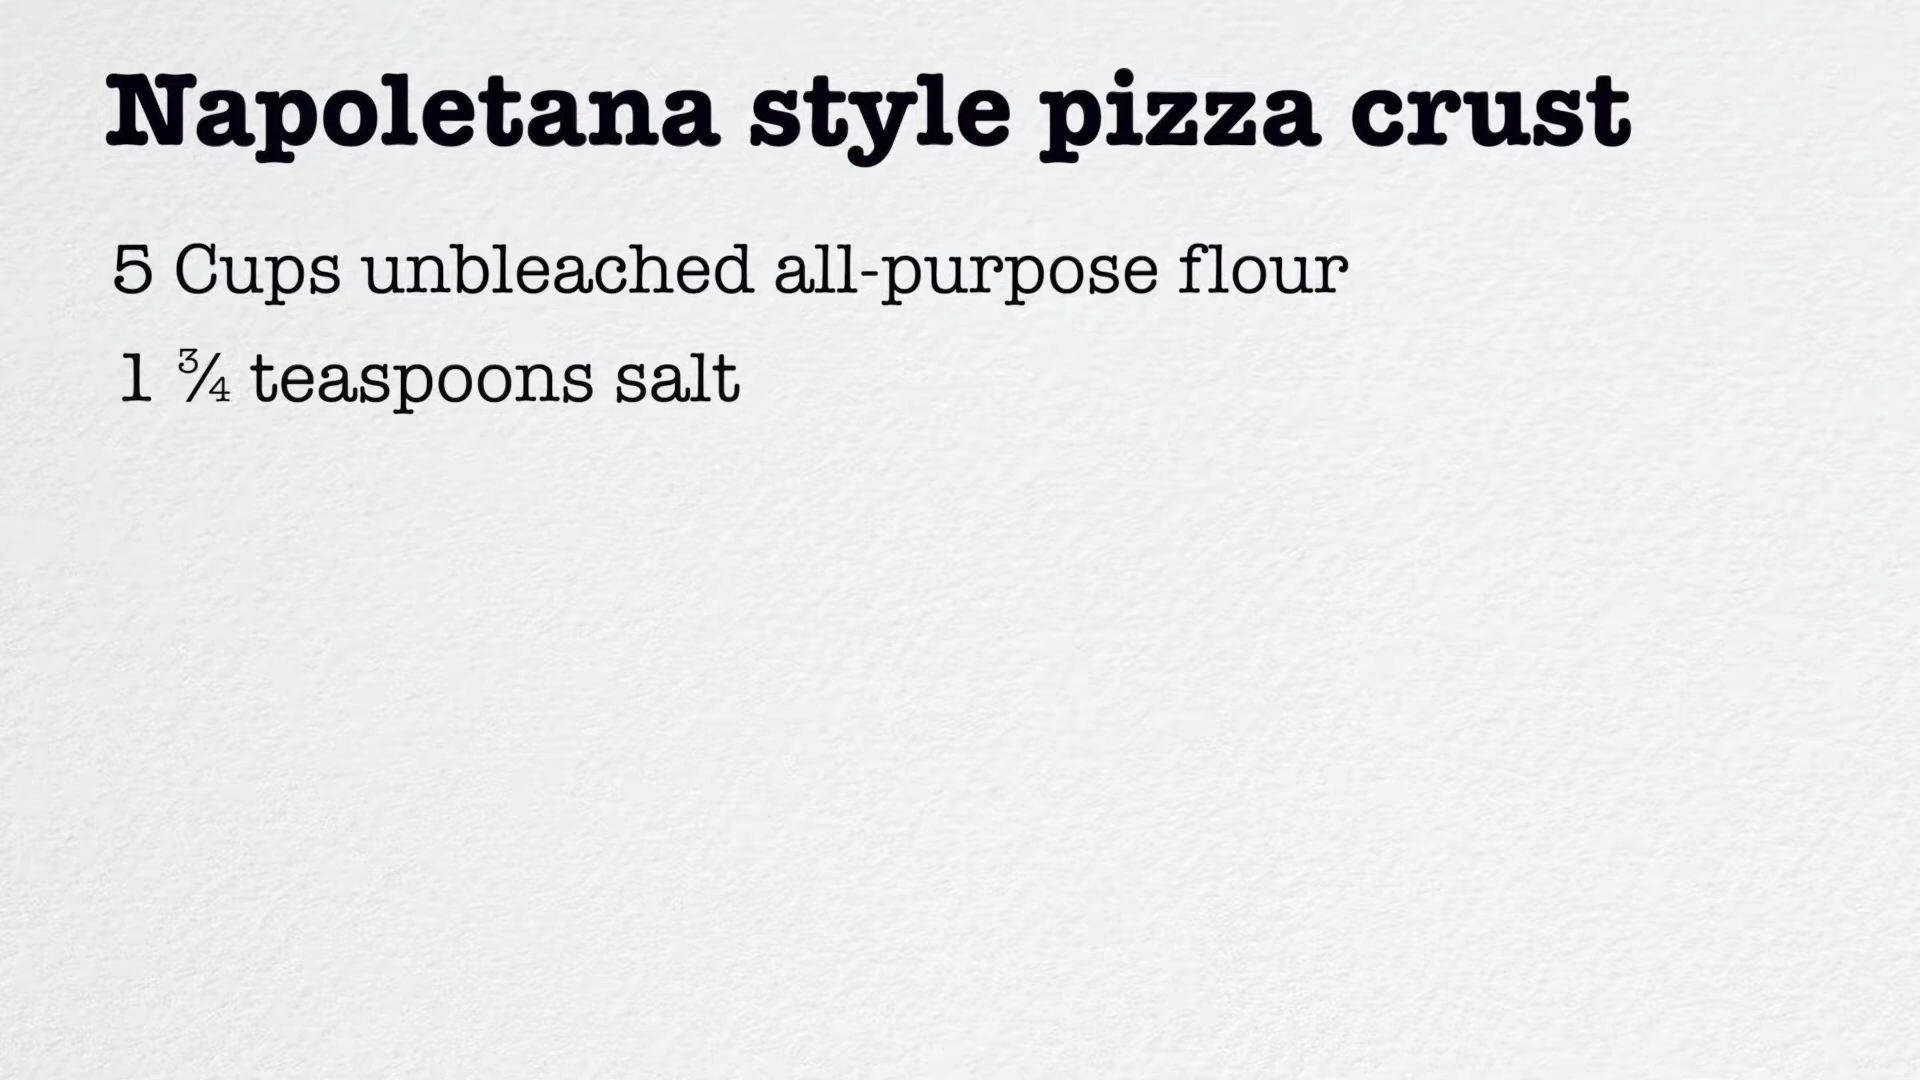 Napoletana style pizza crust
5 Cups unbleached all-purpose flour
1 ¾ teaspoons salt